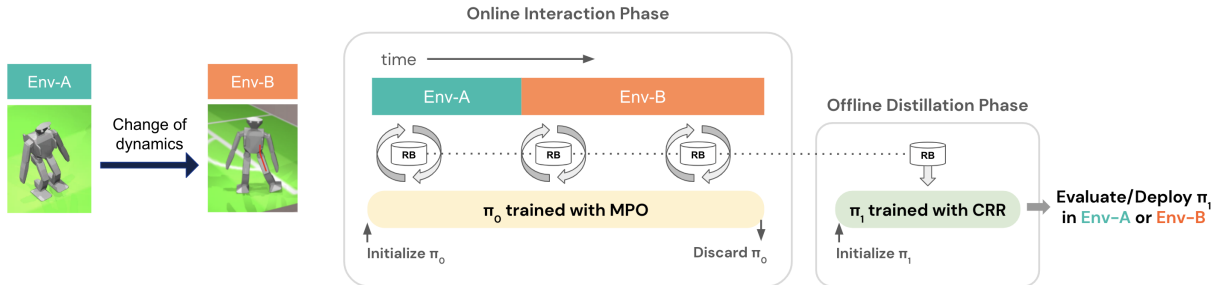 Online Interaction Phase
Env-A
Env-B
Change of
dynamics
time
Env-A
Env-B
RB
RB
RB
π₀ trained with MPO
Initialize π₀
Discard π₀
Offline Distillation Phase
RB
π₁ trained with CRR
Initialize π₁
Evaluate/Deploy π₁
in Env-A or Env-B